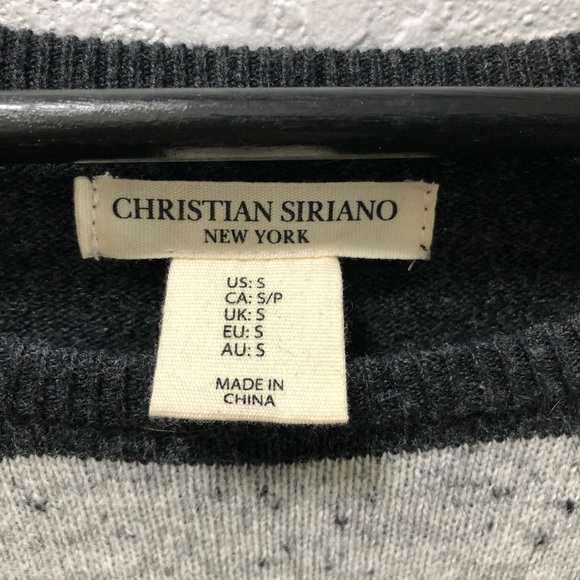 CHRISTIAN SIRIANO
NEW YORK
US: S
CA: S/P
UK: S
EU: S
AU: S
MADE IN
CHINA